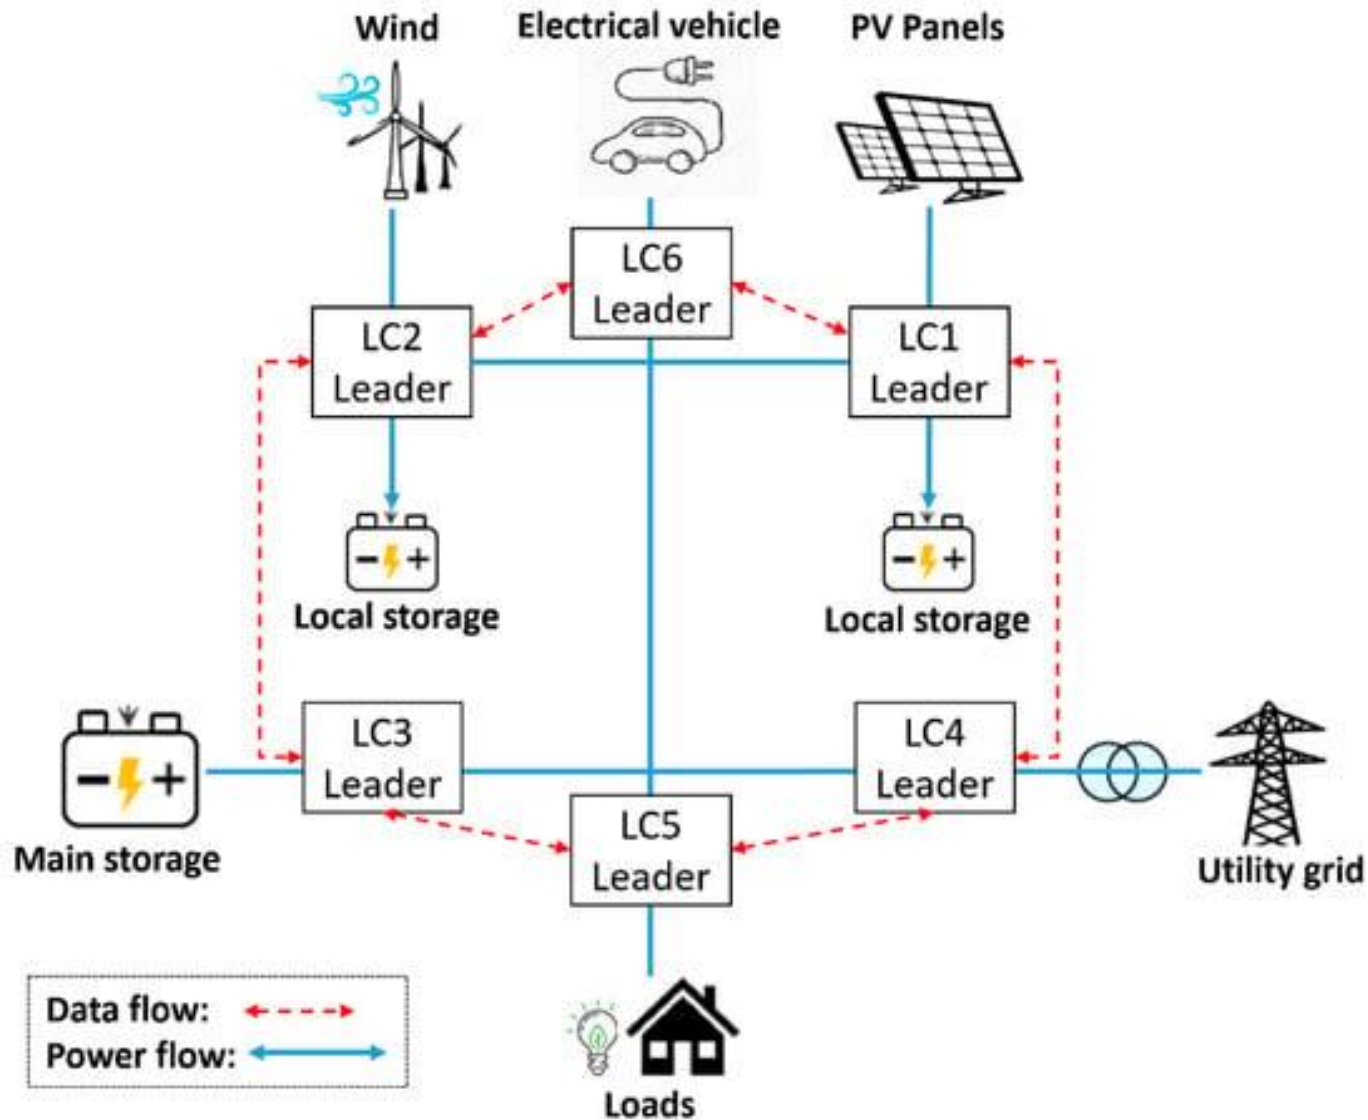 Wind
Electrical vehicle
PV Panels
LC6
Leader
LC2
Leader
LC1
Leader
Local storage
Local storage
LC3
Leader
LC4
Leader
LC5
Leader
Main storage
Utility grid
Data flow:
Power flow:
Loads